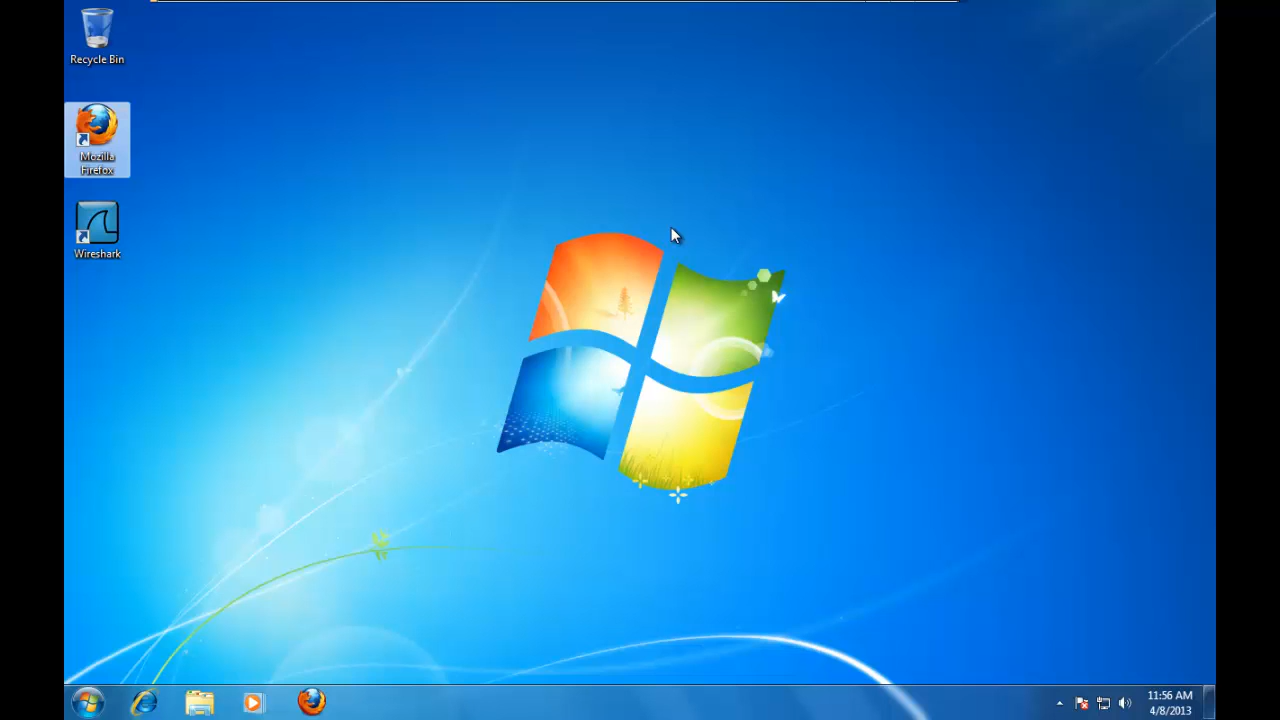 Recycle Bin
Mozilla
Firefox
Wireshark
11:56 AM
4/8/2013